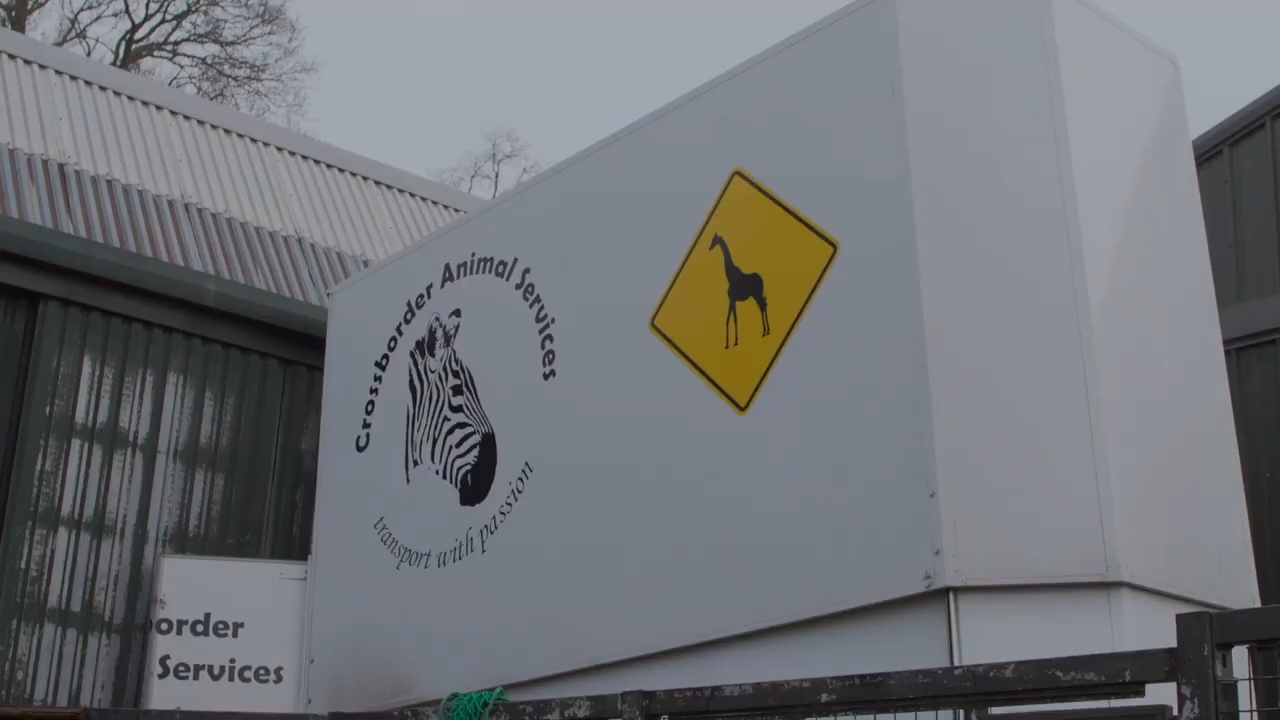 Crossborder Animal Services
transport with passion
order
Services